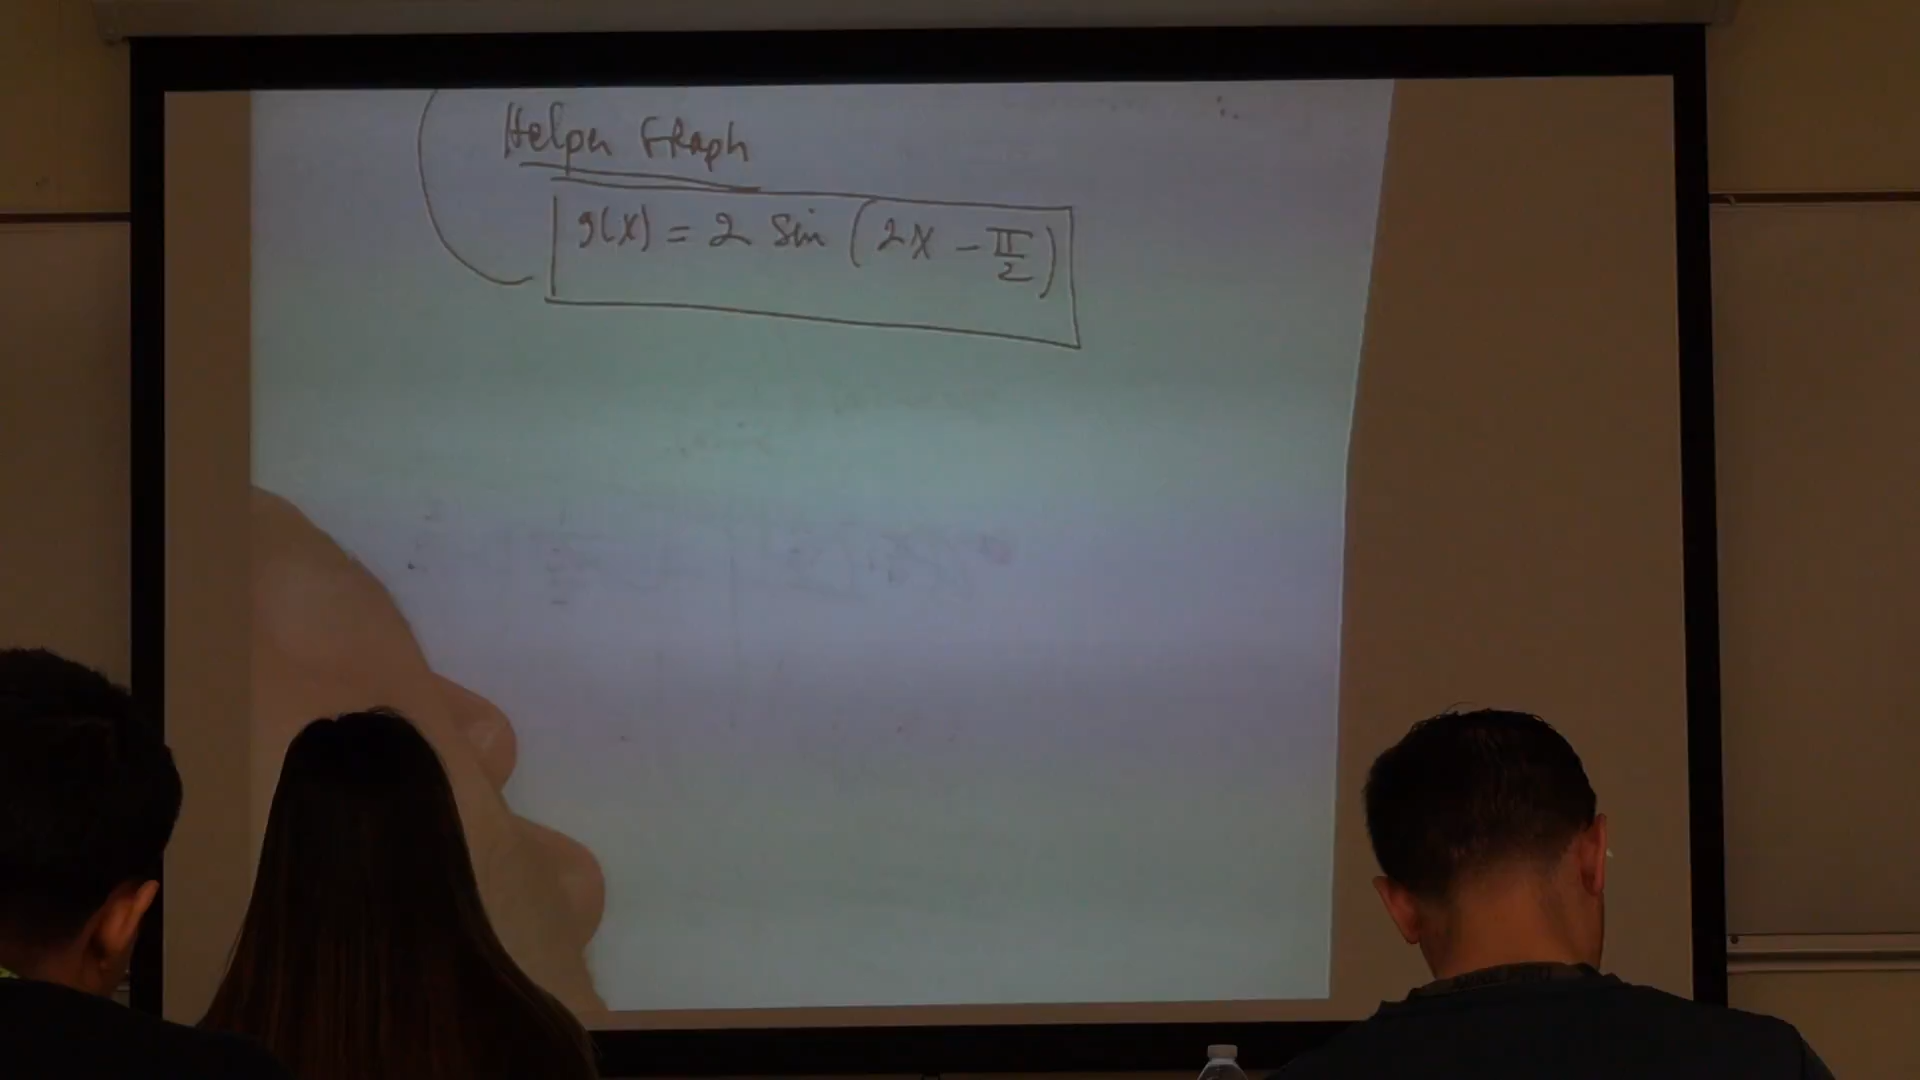 Helper Graph
g(x) = 2 sin (2x - π/2)